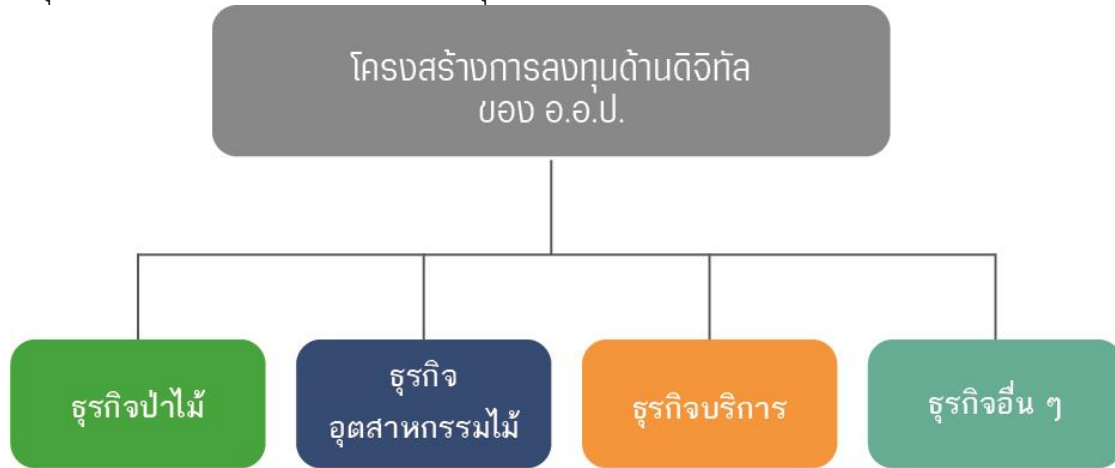 โครงสร้างการลงทุนด้านดิจิทัล
ของ อ.อ.ป.
ธุรกิจป่าไม้
ธุรกิจ
อุตสาหกรรมไม้
ธุรกิจบริการ
ธุรกิจอื่น ๆ